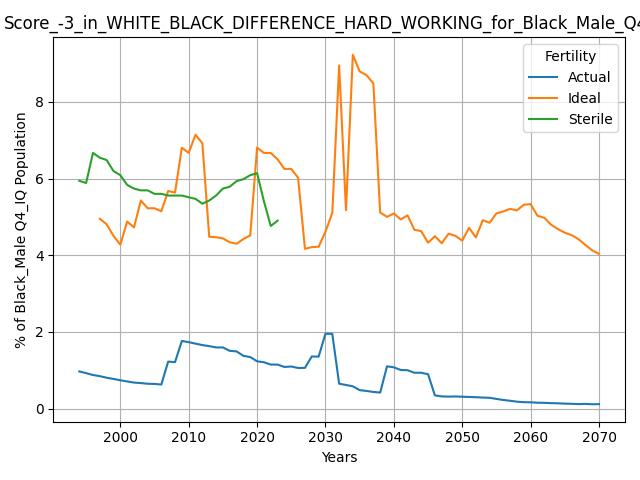 Score_-3_in_WHITE_BLACK_DIFFERENCE_HARD_WORKING_for_Black_Male_Q4
Fertility
Actual
Ideal
Sterile
% of Black_Male Q4_IQ Population
8
6
4
2
0
2000 2010 2020 2030 2040 2050 2060 2070
Years